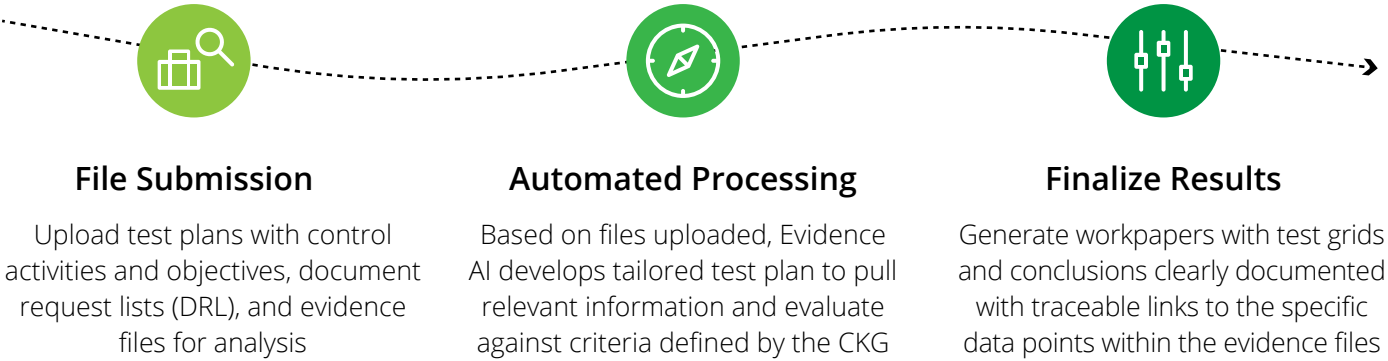 File Submission
Upload test plans with control
activities and objectives, document
request lists (DRL), and evidence
files for analysis
Automated Processing
Based on files uploaded, Evidence
AI develops tailored test plan to pull
relevant information and evaluate
against criteria defined by the CKG
Finalize Results
Generate workpapers with test grids
and conclusions clearly documented
with traceable links to the specific
data points within the evidence files